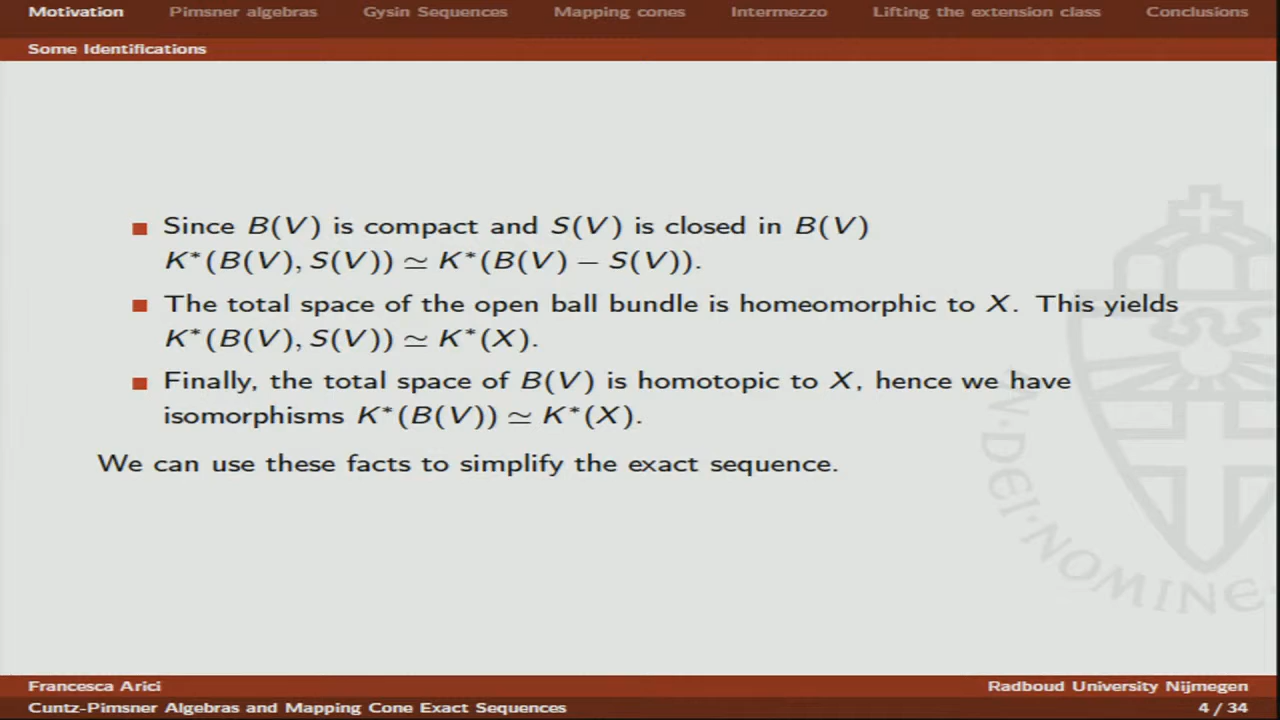 Motivation Pimsner algebras Gysin Sequences Mapping cones Intermezzo Lifting the extension class Conclusions
Some Identifications
Since B(V) is compact and S(V) is closed in B(V)
K*(B(V), S(V)) ≃ K*(B(V) − S(V)).
The total space of the open ball bundle is homeomorphic to X. This yields
K*(B(V), S(V)) ≃ K*(X).
Finally, the total space of B(V) is homotopic to X, hence we have
isomorphisms K*(B(V)) ≃ K*(X).
We can use these facts to simplify the exact sequence.
DEI·NOMINE
Francesca Arici Radboud University Nijmegen
Cuntz-Pimsner Algebras and Mapping Cone Exact Sequences 4 / 34